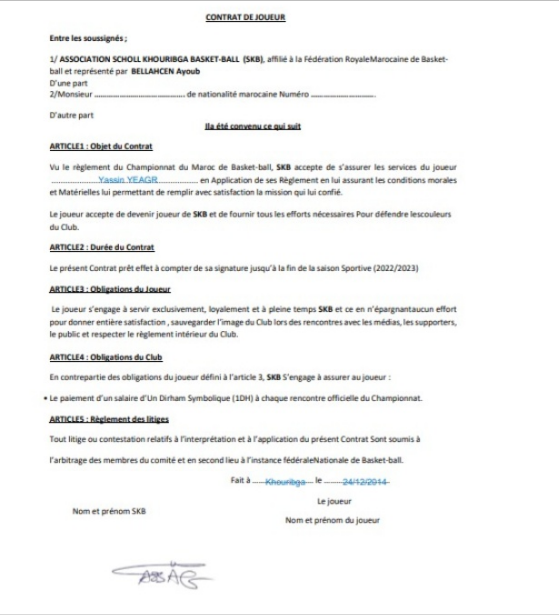 CONTRAT DE JOUEUR
Entre les soussignés ;
1/ ASSOCIATION SCHOLL KHOURIBGA BASKET-BALL (SKB), affilié à la Fédération RoyaleMarocaine de Basket-
ball et représenté par BELLAHCEN Ayoub
D'une part
2/Monsieur ........................................ de nationalité marocaine Numéro ............................
D'autre part
Ila été convenu ce qui suit
ARTICLE1 : Objet du Contrat
Vu le règlement du Championnat du Maroc de Basket-ball, SKB accepte de s'assurer les services du joueur
....................Yassin YEAGR.................. en Application de ses Règlement en lui assurant les conditions morales
et Matérielles lui permettant de remplir avec satisfaction la mission qui lui confié.
Le joueur accepte de devenir joueur de SKB et de fournir tous les efforts nécessaires Pour défendre lescouleurs
du Club.
ARTICLE2 : Durée du Contrat
Le présent Contrat prêt effet à compter de sa signature jusqu'à la fin de la saison Sportive (2022/2023)
ARTICLE3 : Obligations du Joueur
Le joueur s'engage à servir exclusivement, loyalement et à pleine temps SKB et ce en n'épargnantaucun effort
pour donner entière satisfaction , sauvegarder l'image du Club lors des rencontres avec les médias, les supporters,
le public et respecter le règlement intérieur du Club.
ARTICLE4 : Obligations du Club
En contrepartie des obligations du joueur défini à l'article 3, SKB S'engage à assurer au joueur :
• Le paiement d'un salaire d'Un Dirham Symbolique (1DH) à chaque rencontre officielle du Championnat.
ARTICLE5 : Règlement des litiges
Tout litige ou contestation relatifs à l'interprétation et à l'application du présent Contrat Sont soumis à
l'arbitrage des membres du comité et en second lieu à l'instance fédéraleNationale de Basket-ball.
Fait à .....Khouribga... le ........24/12/2014
Le joueur
Nom et prénom SKB
Nom et prénom du joueur